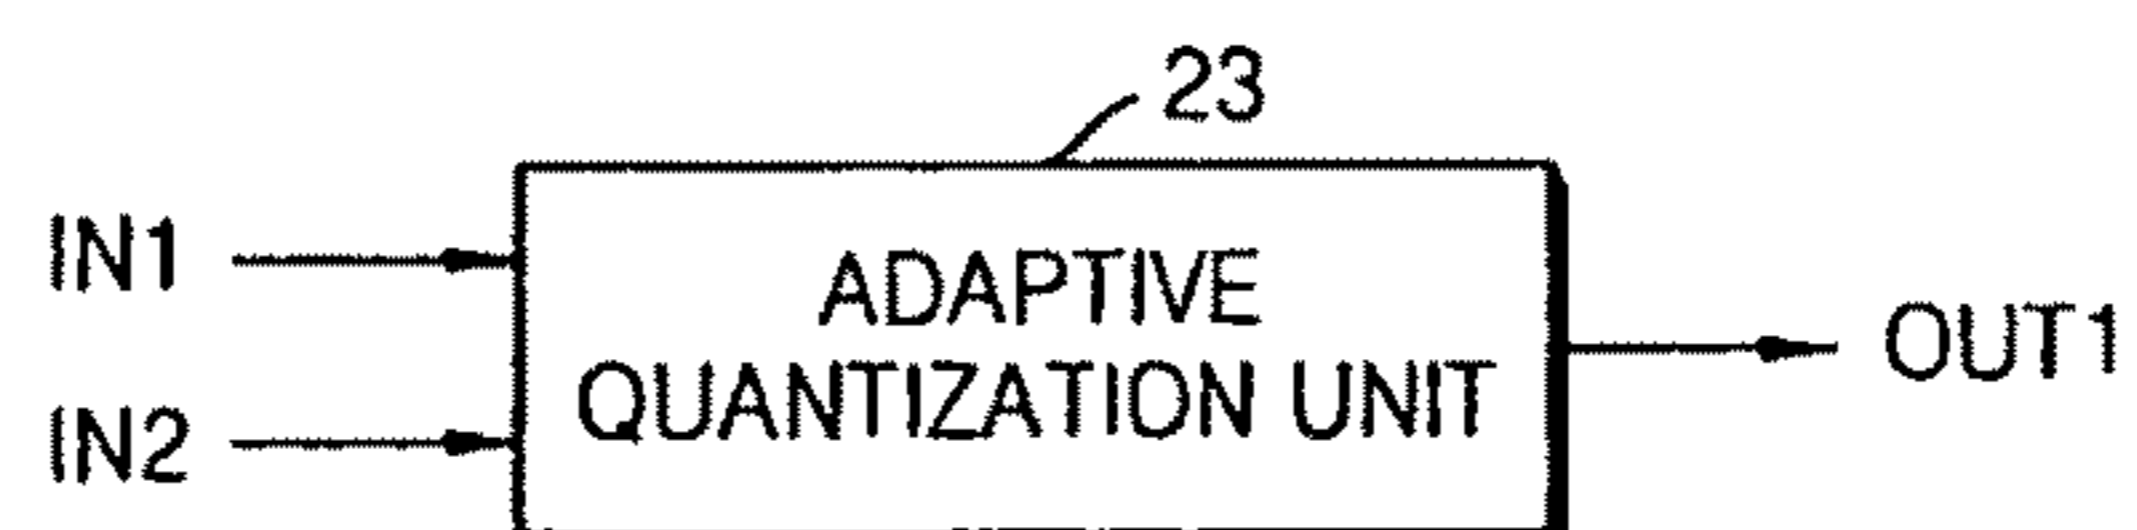 23
IN1
ADAPTIVE
QUANTIZATION UNIT
OUT1
IN2